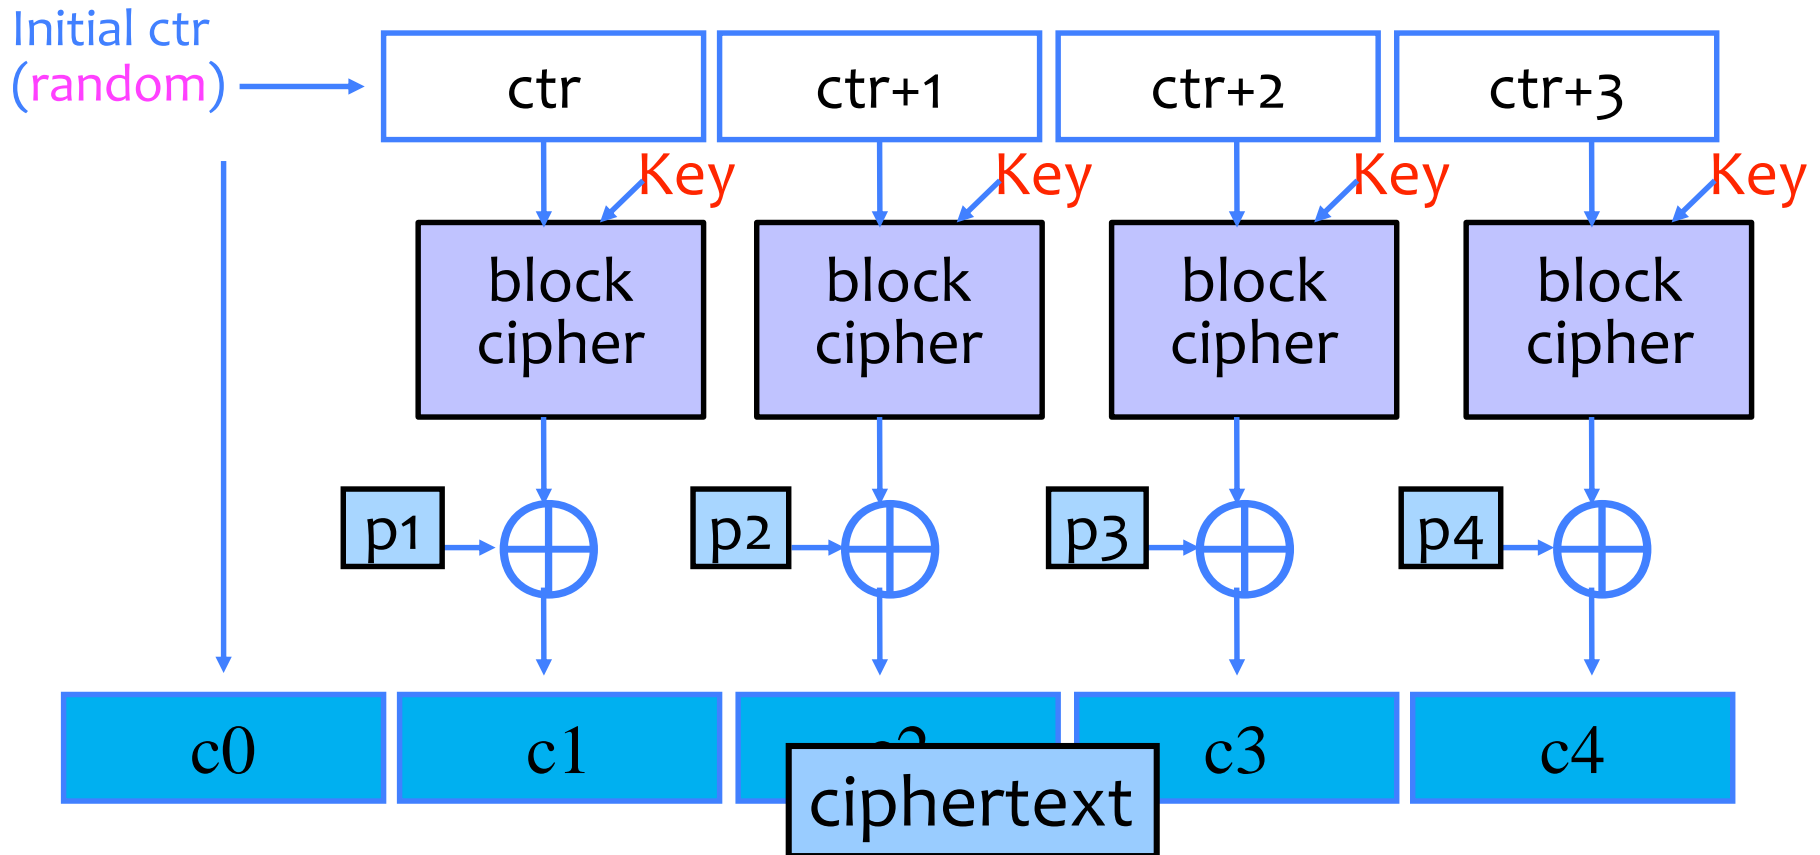 Initial ctr
(random)
ctr
ctr+1
ctr+2
ctr+3
Key
Key
Key
Key
block
cipher
block
cipher
block
cipher
block
cipher
p1
p2
p3
p4
c0
c1
c3
c4
ciphertext